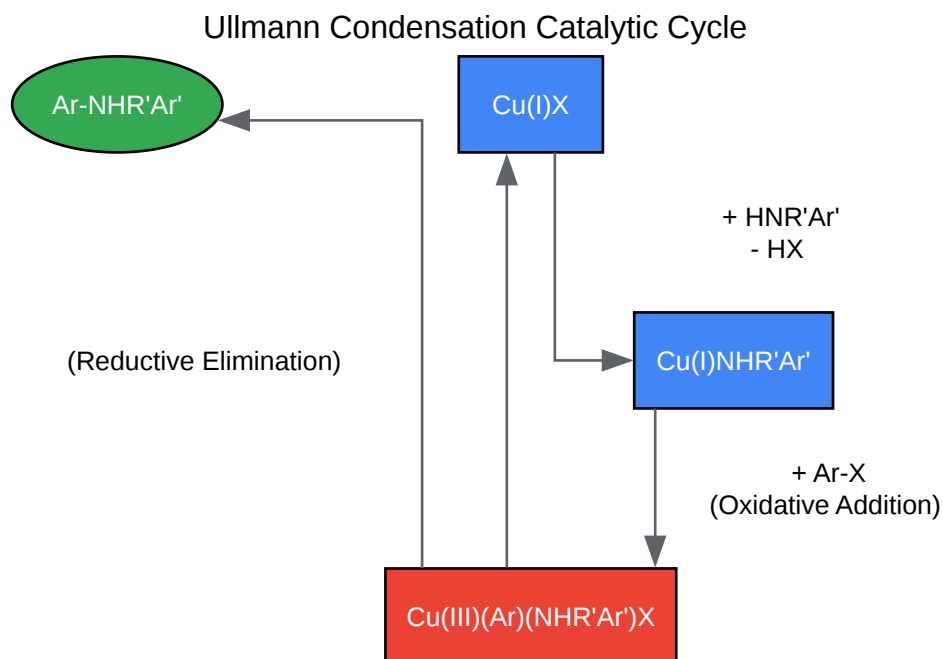 Ullmann Condensation Catalytic Cycle
Ar-NHR'Ar'
Cu(I)X
+ HNR'Ar'
- HX
(Reductive Elimination)
Cu(I)NHR'Ar'
+ Ar-X
(Oxidative Addition)
Cu(III)(Ar)(NHR'Ar')X